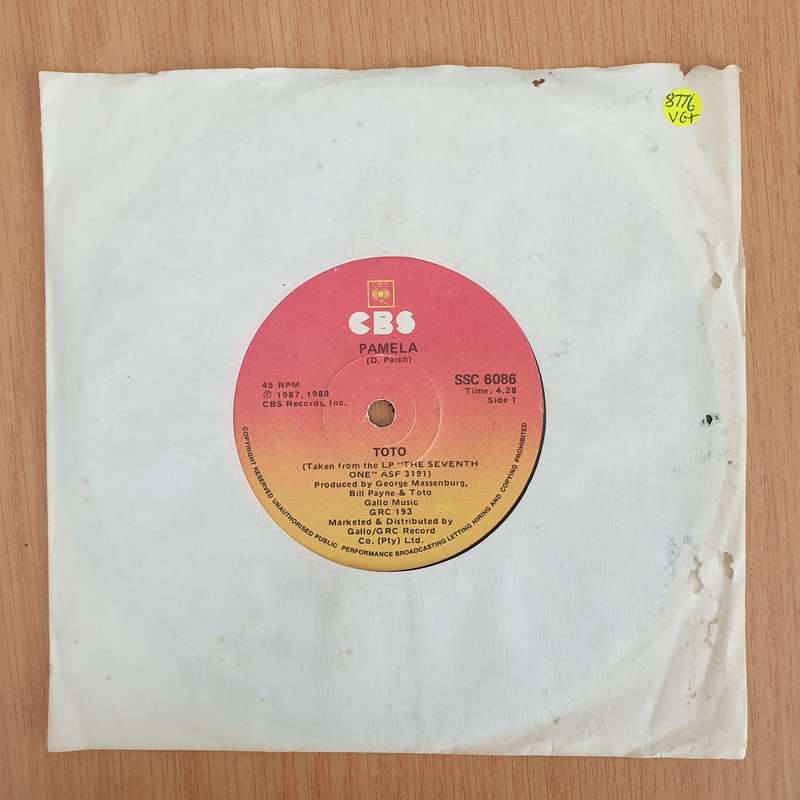 8776
VG+
CBS
CBS
PAMELA
(D. Paich)
45 RPM
℗ 1987, 1988
CBS Records, Inc.
SSC 6086
Time: 4.28
Side 1
TOTO
(Taken from the LP "THE SEVENTH
ONE" ASF 3191)
Produced by George Massenburg,
Bill Payne & Toto
Gallo Music
GRC 193
Marketed & Distributed by
Gallo/GRC Record
Co. (Pty) Ltd.
COPYRIGHT RESERVED UNAUTHORISED PUBLIC PERFORMANCE BROADCASTING LETTING HIRING AND COPYING PROHIBITED